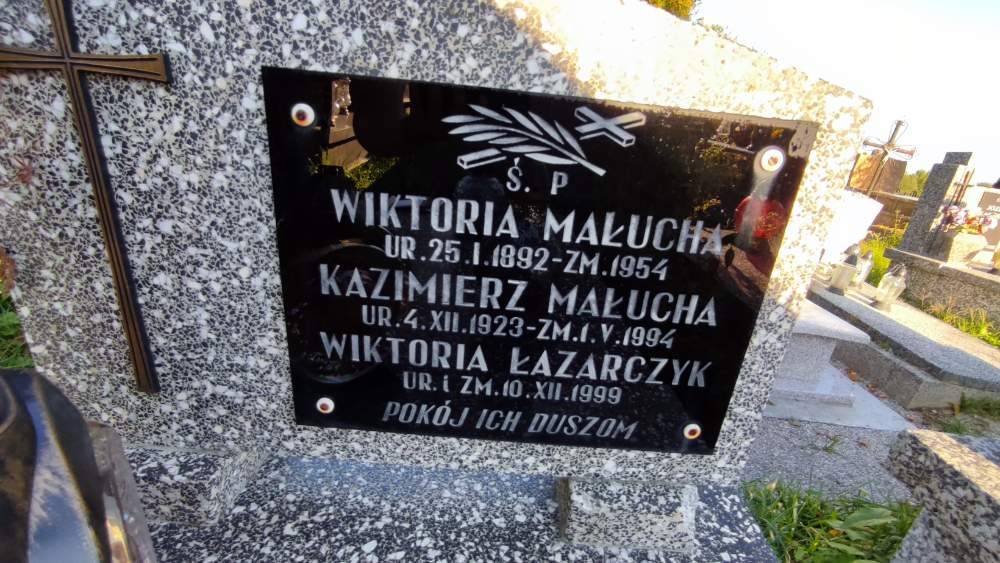 Ś. P
WIKTORIA MAŁUCHA
UR. 25. I. 1892 - ZM. 1954
KAZIMIERZ MAŁUCHA
UR. 4. XII. 1923 - ZM. I. V. 1994
WIKTORIA ŁAZARCZYK
UR. I ZM. 10. XII. 1999
POKÓJ ICH DUSZOM